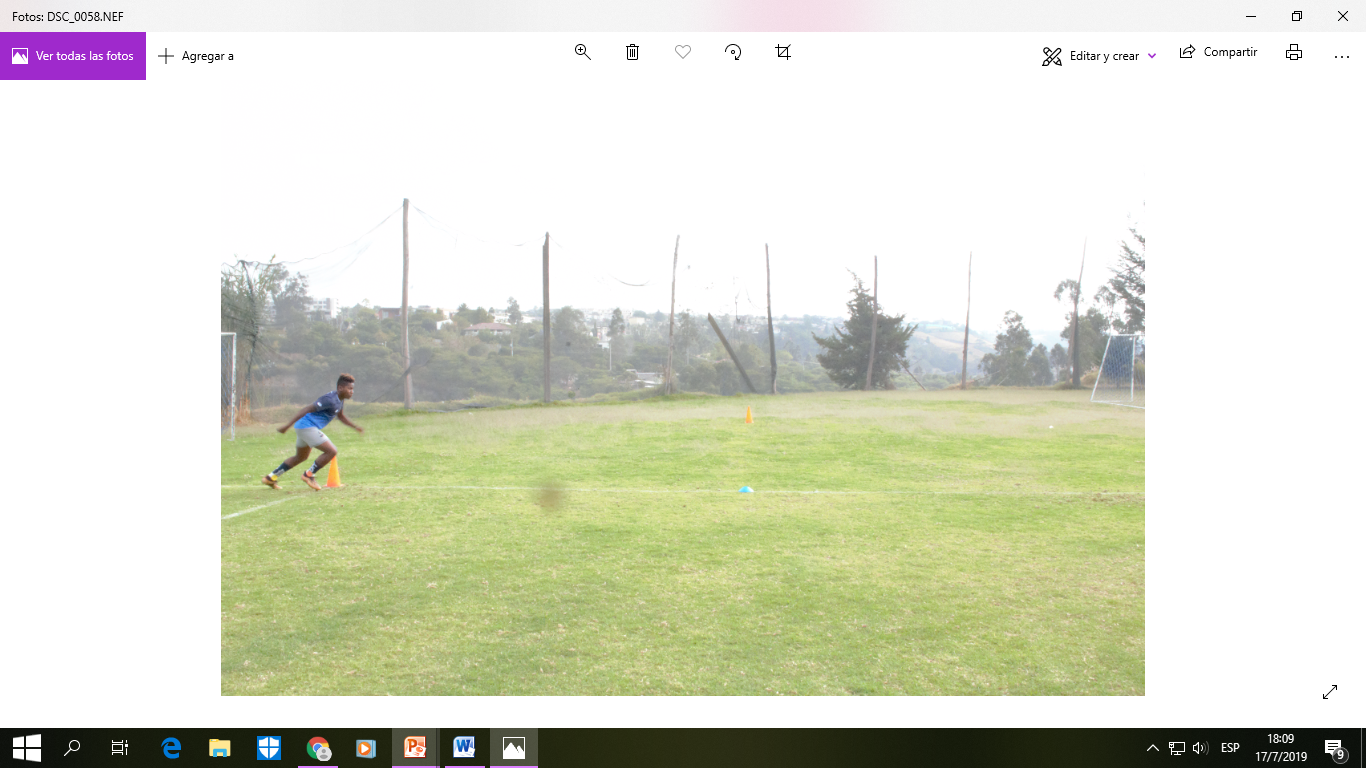 Fotos: DSC_0058.NEF
Ver todas las fotos
Agregar a
Editar y crear
Compartir
ESP
18:09
17/7/2019
9